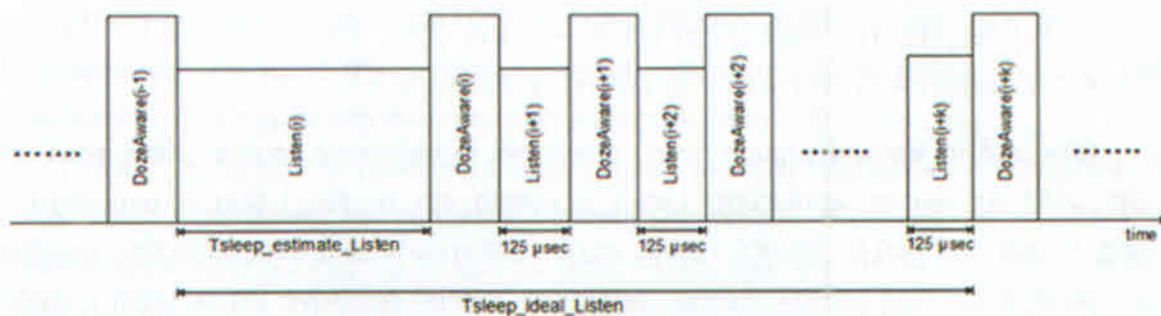 DozeAware(i-1)
Listen(i)
DozeAware(i)
Listen(i+1)
DozeAware(i+1)
Listen(i+2)
DozeAware(i+2)
Listen(i+k)
DozeAware(i+k)
Tsleep_estimate_Listen
125 µsec
125 µsec
125 µsec
time
Tsleep_ideal_Listen